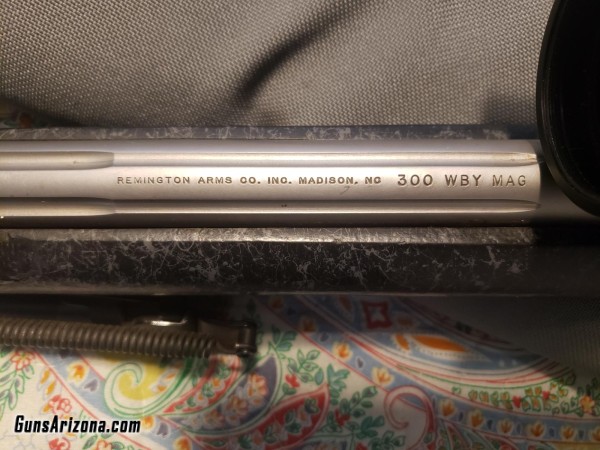 REMINGTON ARMS CO. INC. MADISON, NC 300 WBY MAG
GunsArizona.com